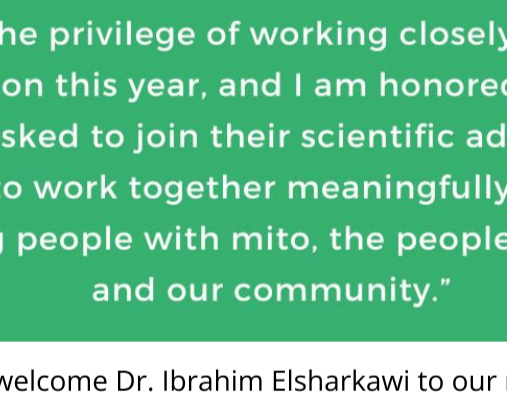 he privilege of working closely
on this year, and I am honored
sked to join their scientific ad
o work together meaningfully
people with mito, the people
and our community.”
welcome Dr. Ibrahim Elsharkawi to our